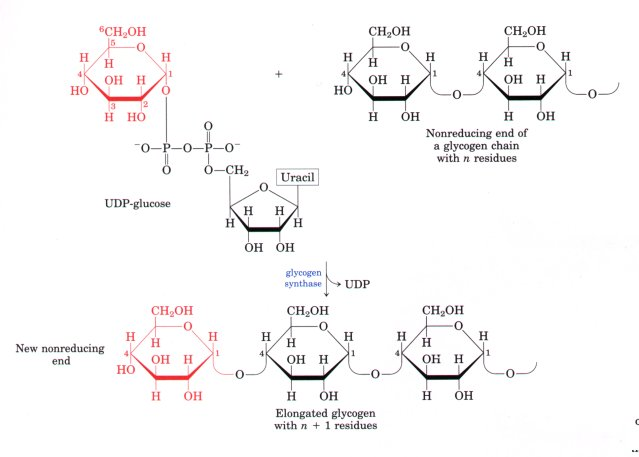 ⁶CH₂OH CH₂OH CH₂OH
5 O O O
H H H H H H
4 H 1 4 H 1 4 H 1
OH H OH H OH H
HO O HO O O
3 2
H HO H OH H OH
+
Nonreducing end of
a glycogen chain
with n residues
O
⁻O—P—O—P—O⁻
O O—CH₂
Uracil
O
UDP-glucose
H H H H
OH OH
glycogen
synthase
UDP
CH₂OH CH₂OH CH₂OH
O O O
H H H H H H
New nonreducing
end
4 H 1 4 H 1 4 H 1
OH H OH H OH H
HO O O O
H OH H OH H OH
Elongated glycogen
with n + 1 residues